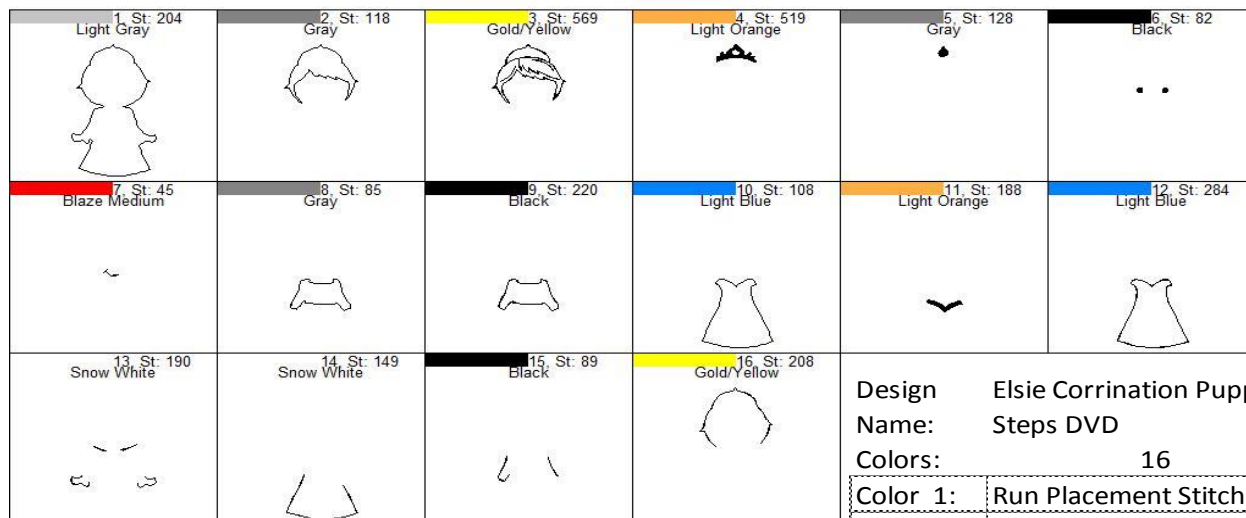 1, St: 204
Light Gray
2, St: 118
Gray
3, St: 569
Gold/Yellow
4, St: 519
Light Orange
5, St: 128
Gray
6, St: 82
Black
7, St: 45
Blaze Medium
8, St: 85
Gray
9, St: 220
Black
10, St: 108
Light Blue
11, St: 188
Light Orange
12, St: 284
Light Blue
13, St: 190
Snow White
14, St: 149
Snow White
15, St: 89
Black
16, St: 208
Gold/Yellow
Design Elsie Corrination Pupp
Name: Steps DVD
Colors: 16
Color 1: Run Placement Stitch